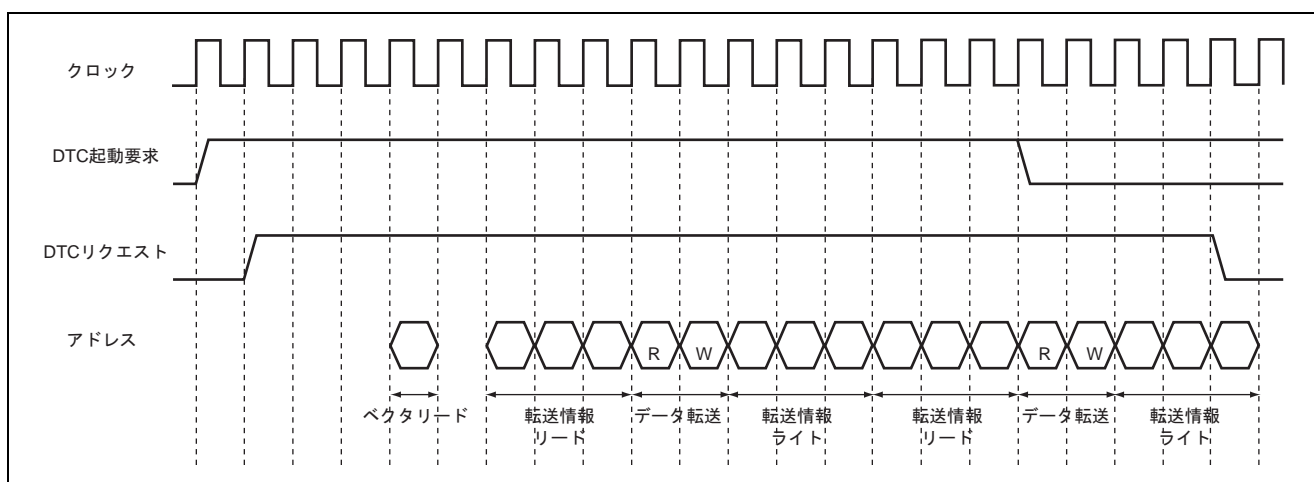 クロック
DTC起動要求
DTCリクエスト
アドレス
R
W
R
W
ベクタリード
転送情報
リード
データ転送
転送情報
ライト
転送情報
リード
データ転送
転送情報
ライト